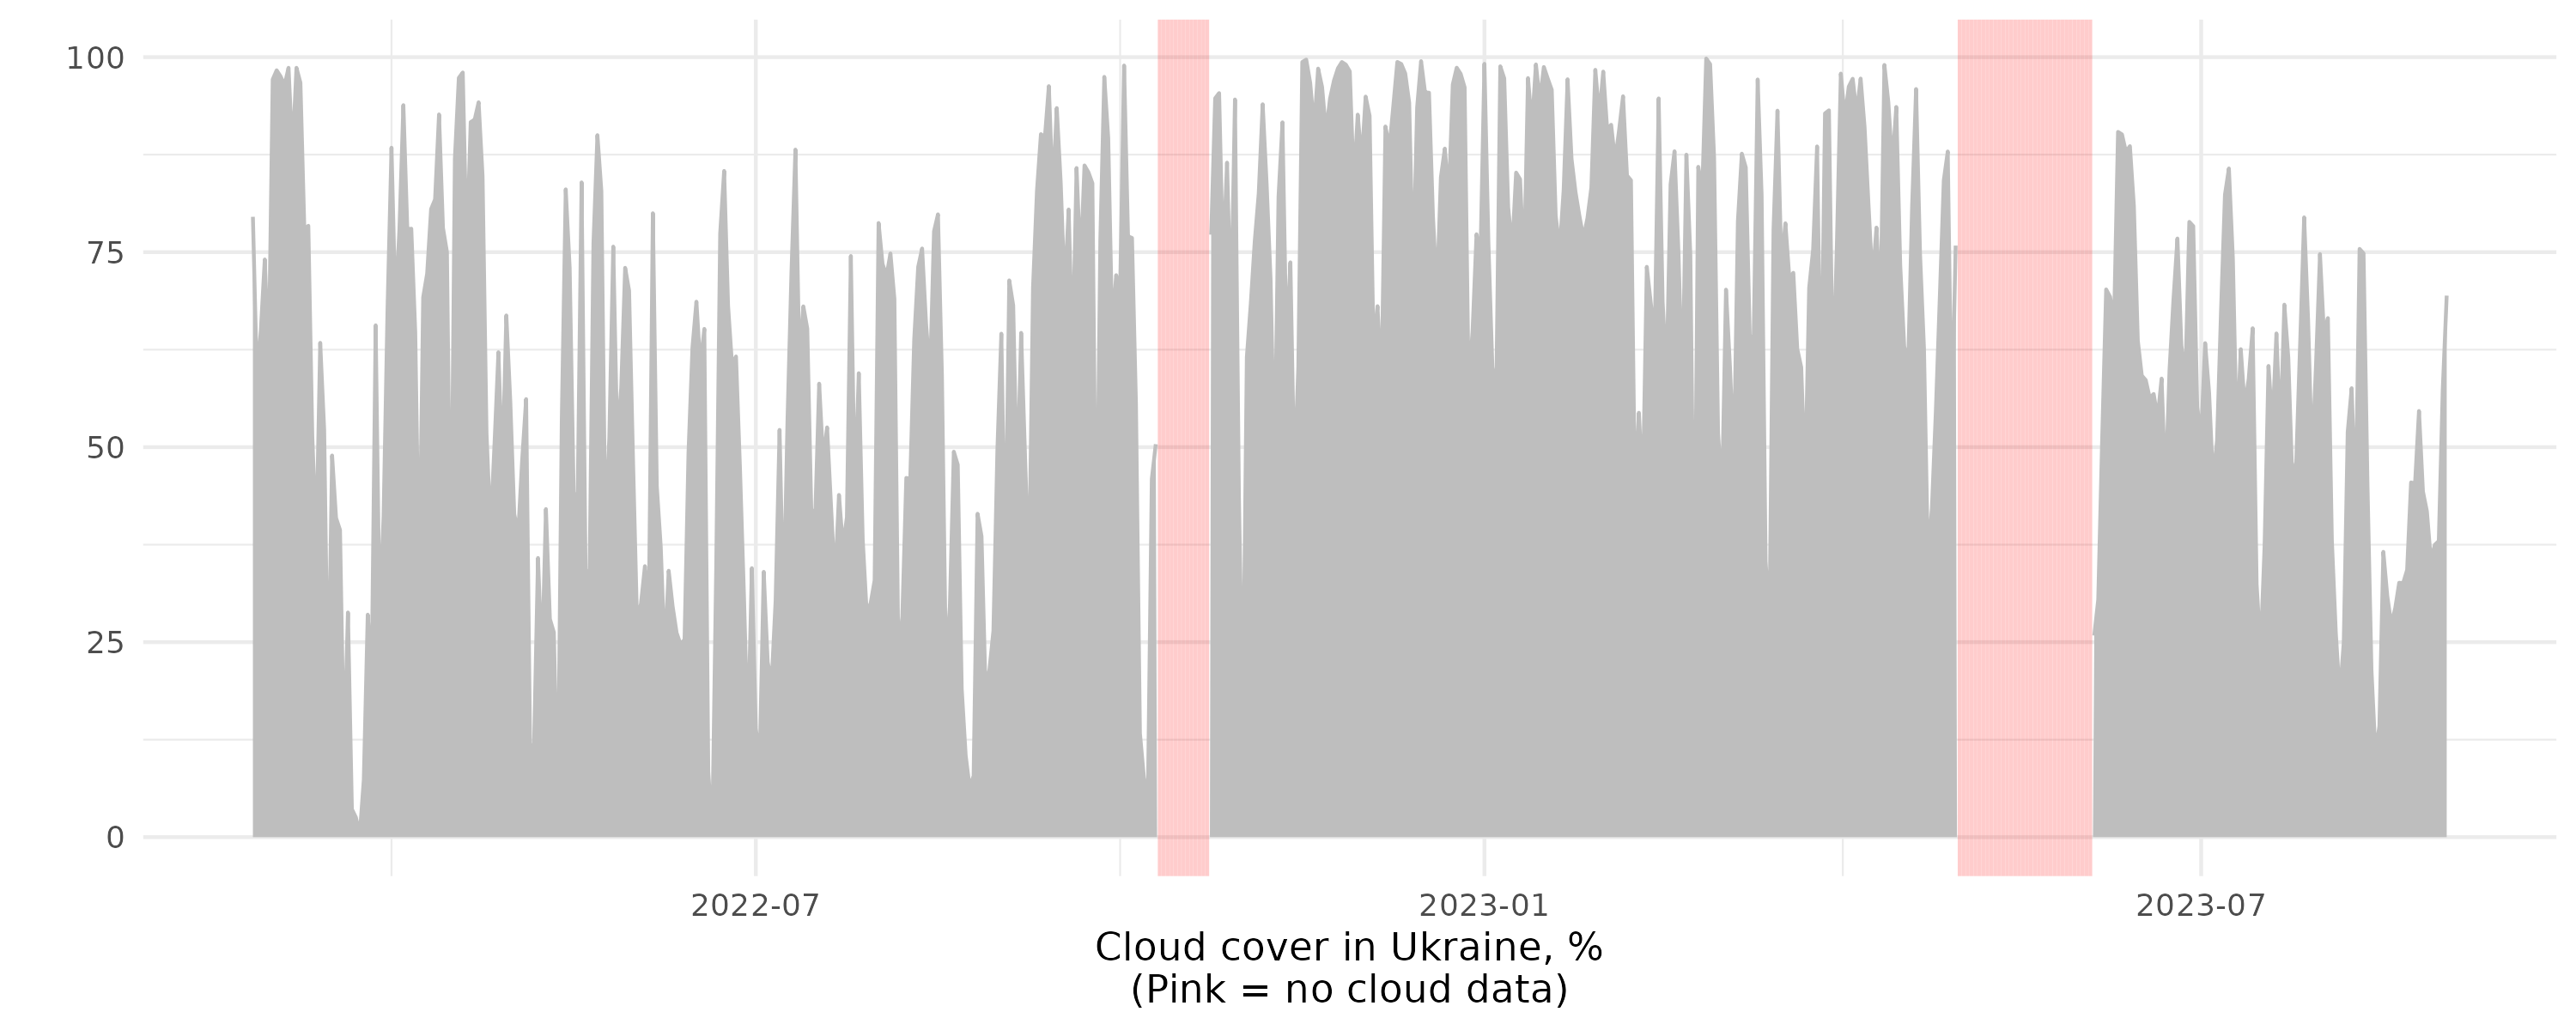 100
75
50
25
0
2022-07 2023-01 2023-07
Cloud cover in Ukraine, %
(Pink = no cloud data)